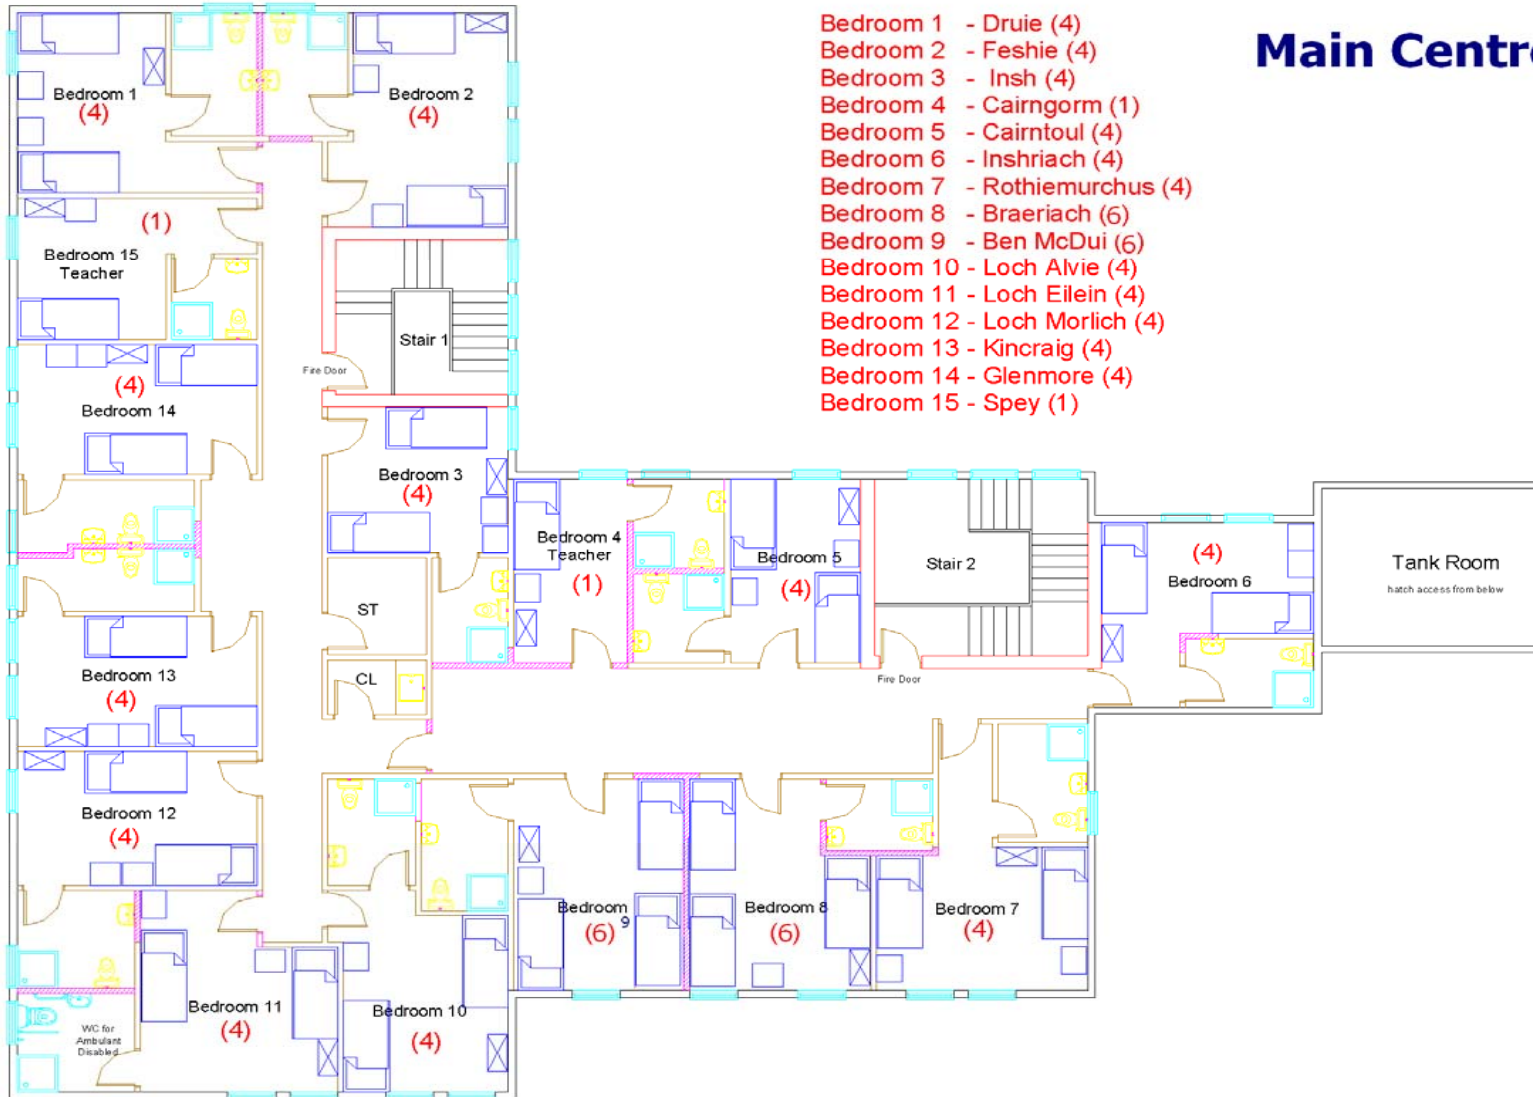 Main Centre
Bedroom 1 - Druie (4)
Bedroom 2 - Feshie (4)
Bedroom 3 - Insh (4)
Bedroom 4 - Cairngorm (1)
Bedroom 5 - Cairntoul (4)
Bedroom 6 - Inshriach (4)
Bedroom 7 - Rothiemurchus (4)
Bedroom 8 - Braeriach (6)
Bedroom 9 - Ben McDui (6)
Bedroom 10 - Loch Alvie (4)
Bedroom 11 - Loch Eilein (4)
Bedroom 12 - Loch Morlich (4)
Bedroom 13 - Kincraig (4)
Bedroom 14 - Glenmore (4)
Bedroom 15 - Spey (1)
Bedroom 1
(4)
Bedroom 2
(4)
(1)
Bedroom 15
Teacher
Stair 1
Fire Door
(4)
Bedroom 14
Bedroom 3
(4)
Bedroom 4
Teacher
(1)
Bedroom 5
(4)
Stair 2
(4)
Bedroom 6
Tank Room
hatch access from below
ST
CL
Fire Door
Bedroom 13
(4)
Bedroom 12
(4)
Bedroom
9
(6)
Bedroom 8
(6)
Bedroom 7
(4)
Bedroom 11
(4)
Bedroom 10
(4)
WC for
Ambulant
Disabled